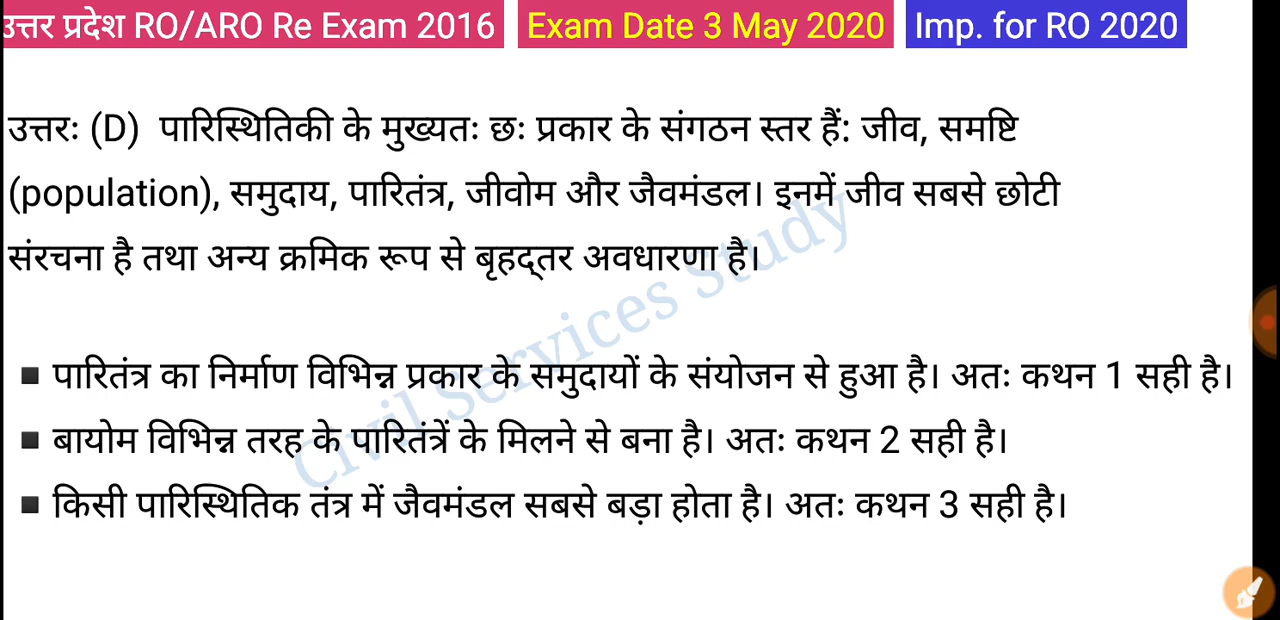 उत्तर प्रदेश RO/ARO Re Exam 2016 Exam Date 3 May 2020 Imp. for RO 2020
उत्तरः (D) पारिस्थितिकी के मुख्यतः छः प्रकार के संगठन स्तर हैं: जीव, समष्टि
(population), समुदाय, पारितंत्र, जीवोम और जैवमंडल। इनमें जीव सबसे छोटी
संरचना है तथा अन्य क्रमिक रूप से बृहद्तर अवधारणा है।
▪ पारितंत्र का निर्माण विभिन्न प्रकार के समुदायों के संयोजन से हुआ है। अतः कथन 1 सही है।
▪ बायोम विभिन्न तरह के पारितंत्रें के मिलने से बना है। अतः कथन 2 सही है।
▪ किसी पारिस्थितिक तंत्र में जैवमंडल सबसे बड़ा होता है। अतः कथन 3 सही है।
Civil Services Study